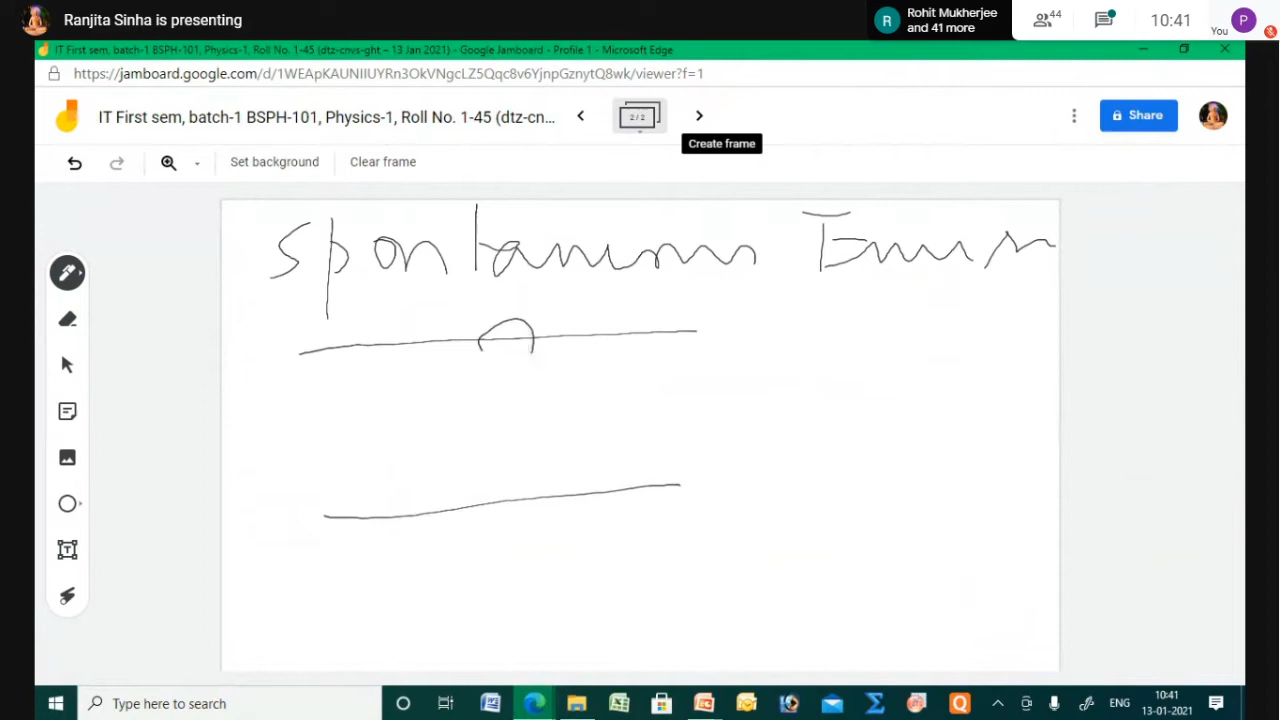 Ranjita Sinha is presenting
R
Rohit Mukherjee
and 41 more
44
10:41
You
P
IT First sem, batch-1 BSPH-101, Physics-1, Roll No. 1-45 (dtz-cnvs-ght – 13 Jan 2021) - Google Jamboard - Profile 1 - Microsoft Edge
https://jamboard.google.com/d/1WEApKAUNIIUYRn3OkVNgcLZ5Qqc8v6YjnpGznytQ8wk/viewer?f=1
IT First sem, batch-1 BSPH-101, Physics-1, Roll No. 1-45 (dtz-cn...
2/2
Share
Create frame
Set background
Clear frame
Type here to search
ENG
10:41
13-01-2021